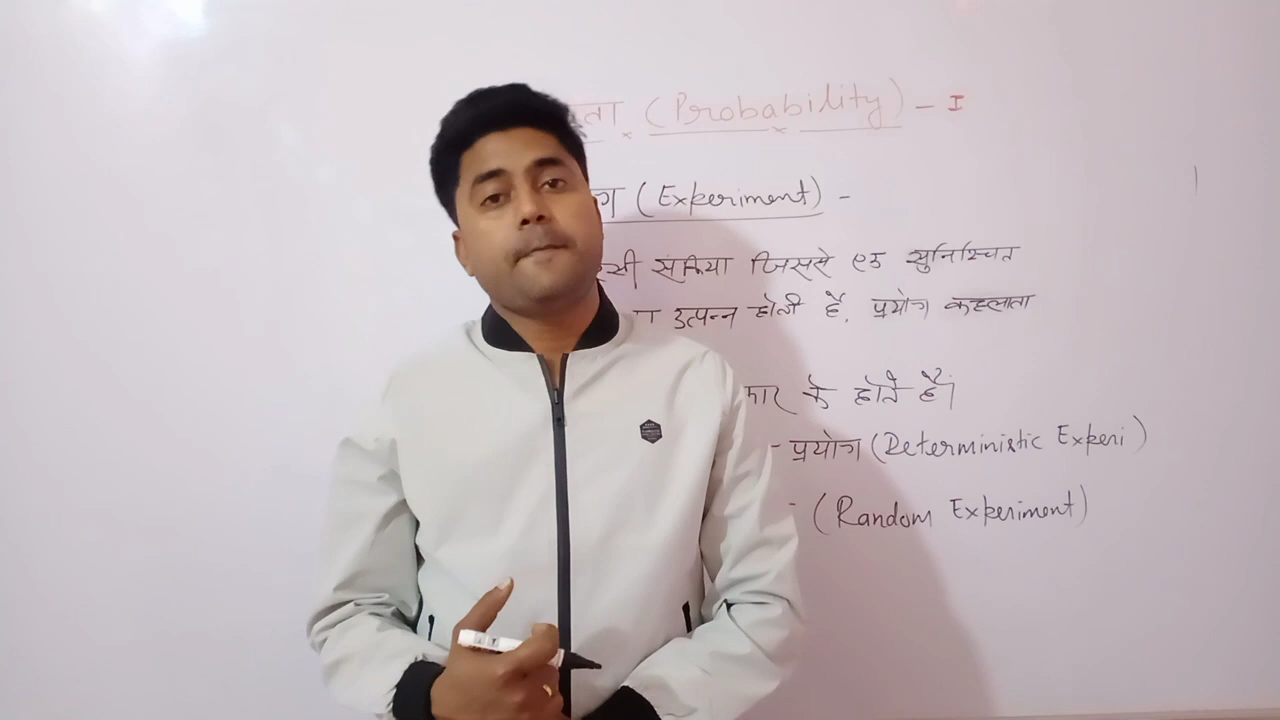 ता (Probability) - I
ग (Experiment) -
सी सक्रिया जिससे एक सुनिश्चित
उत्पन्न होती है, प्रयोग कहलाता
कार के होते हैं।
- प्रयोग (Deterministic Experi)
- (Random Experiment)